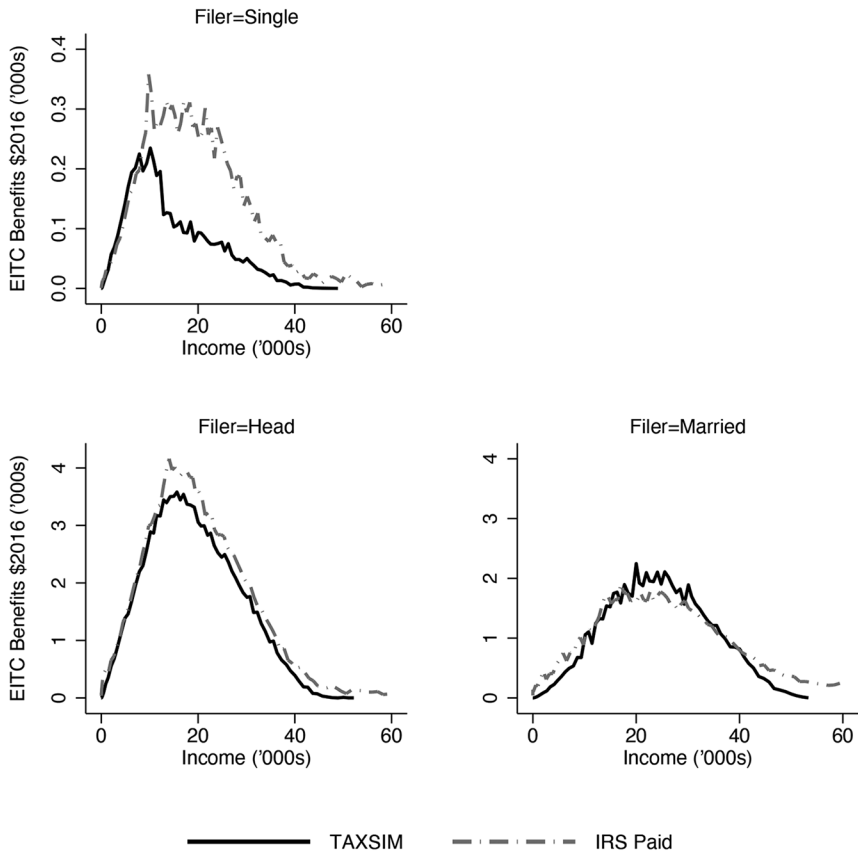 Filer=Single
EITC Benefits $2016 ('000s)
0.4
0.3
0.2
0.1
0.0
0 20 40 60
Income ('000s)
Filer=Head
EITC Benefits $2016 ('000s)
4
3
2
1
0
0 20 40 60
Income ('000s)
Filer=Married
4
3
2
1
0
0 20 40 60
Income ('000s)
TAXSIM IRS Paid